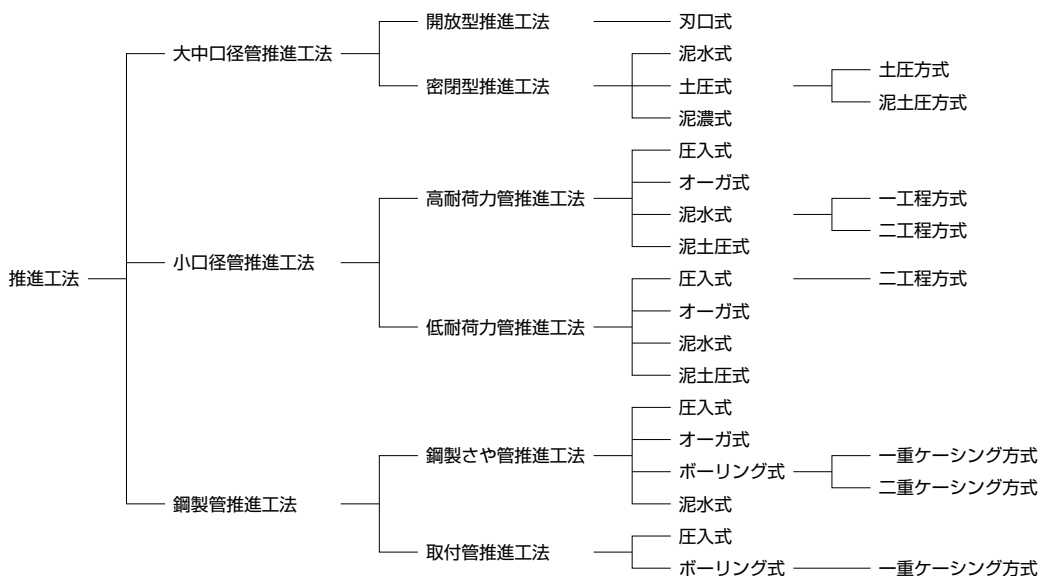 推進工法
大中口径管推進工法
開放型推進工法
刃口式
密閉型推進工法
泥水式
土圧式
土圧方式
泥土圧方式
泥濃式
小口径管推進工法
高耐荷力管推進工法
圧入式
オーガ式
泥水式
一工程方式
二工程方式
泥土圧式
低耐荷力管推進工法
圧入式
二工程方式
オーガ式
泥水式
泥土圧式
鋼製管推進工法
鋼製さや管推進工法
圧入式
オーガ式
ボーリング式
一重ケーシング方式
二重ケーシング方式
泥水式
取付管推進工法
圧入式
ボーリング式
一重ケーシング方式